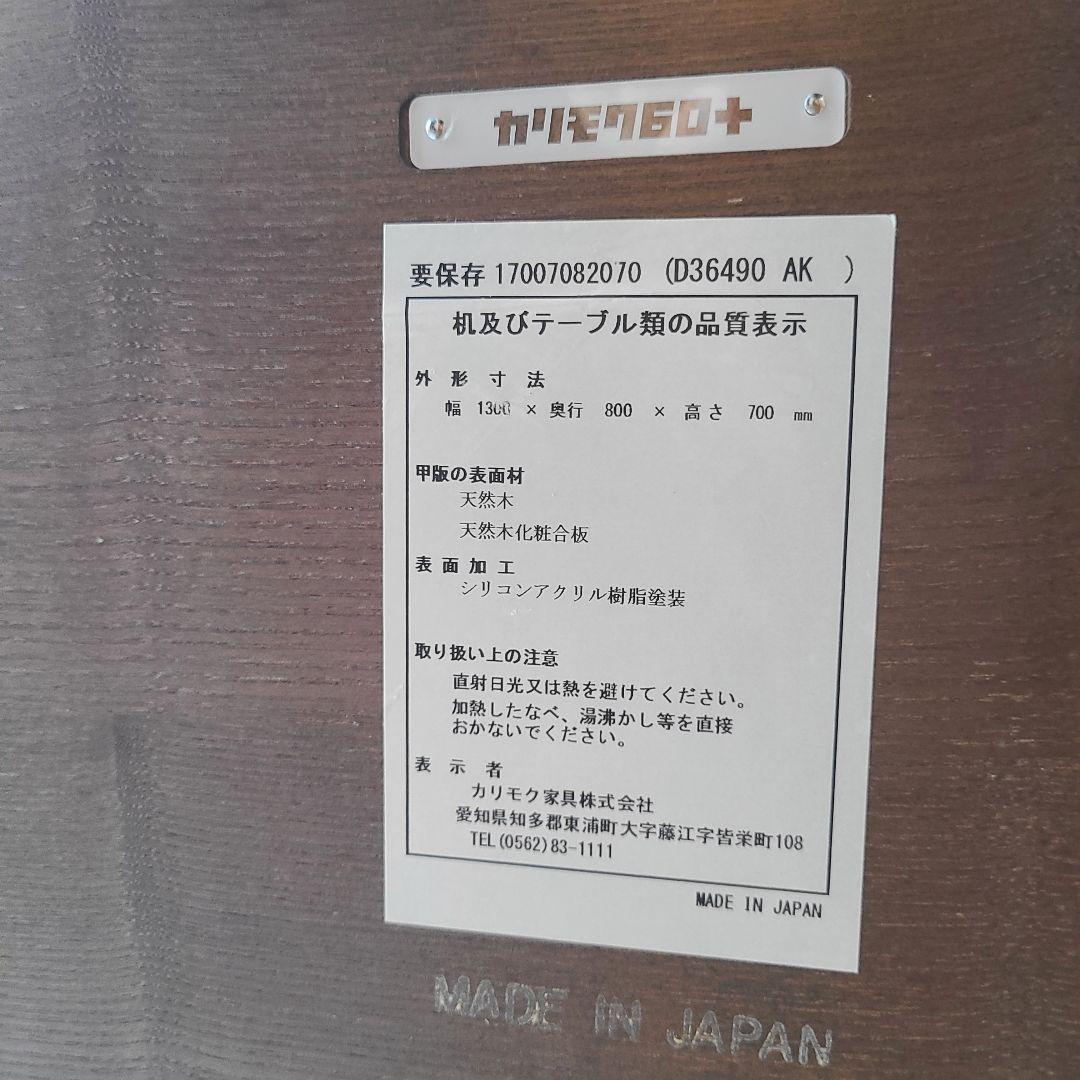 カリモク60+
要保存 17007082070 (D36490 AK )
机及びテーブル類の品質表示
外形寸法
幅 1300 × 奥行 800 × 高さ 700 mm
甲版の表面材
天然木
天然木化粧合板
表面加工
シリコンアクリル樹脂塗装
取り扱い上の注意
直射日光又は熱を避けてください。
加熱したなべ、湯沸かし等を直接
おかないでください。
表示者
カリモク家具株式会社
愛知県知多郡東浦町大字藤江字皆栄町108
TEL(0562)83-1111
MADE IN JAPAN
MADE IN JAPAN